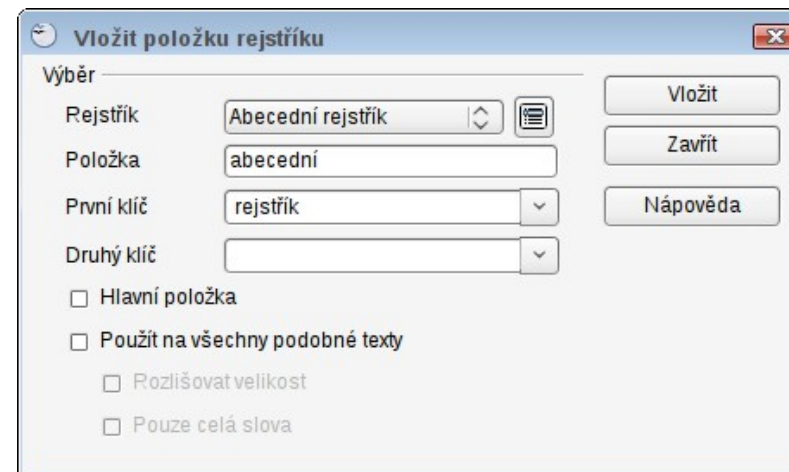 Vložit položku rejstříku
Výběr
Rejstřík Abecední rejstřík
Vložit
Položka abecední
Zavřít
První klíč rejstřík
Nápověda
Druhý klíč
Hlavní položka
Použít na všechny podobné texty
Rozlišovat velikost
Pouze celá slova